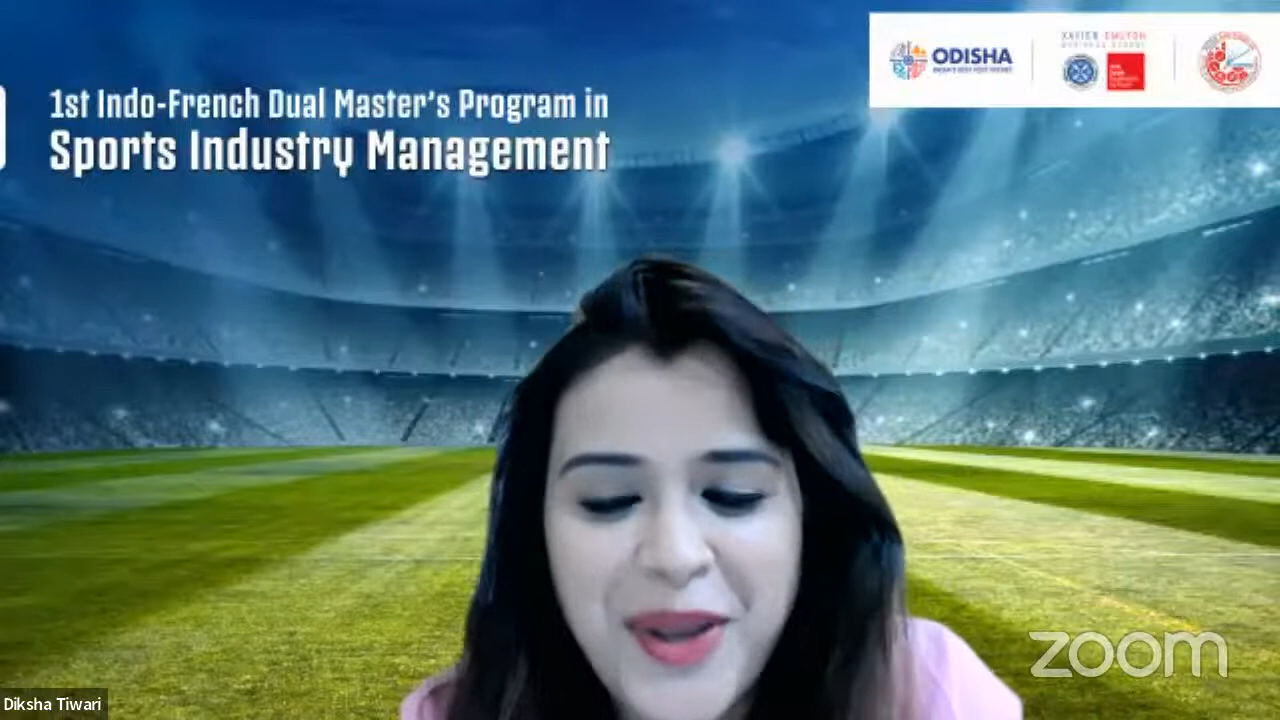 1st Indo-French Dual Master's Program in
Sports Industry Management
ODISHA
XAVIER EMLYON
BUSINESS SCHOOL
zoom
Diksha Tiwari